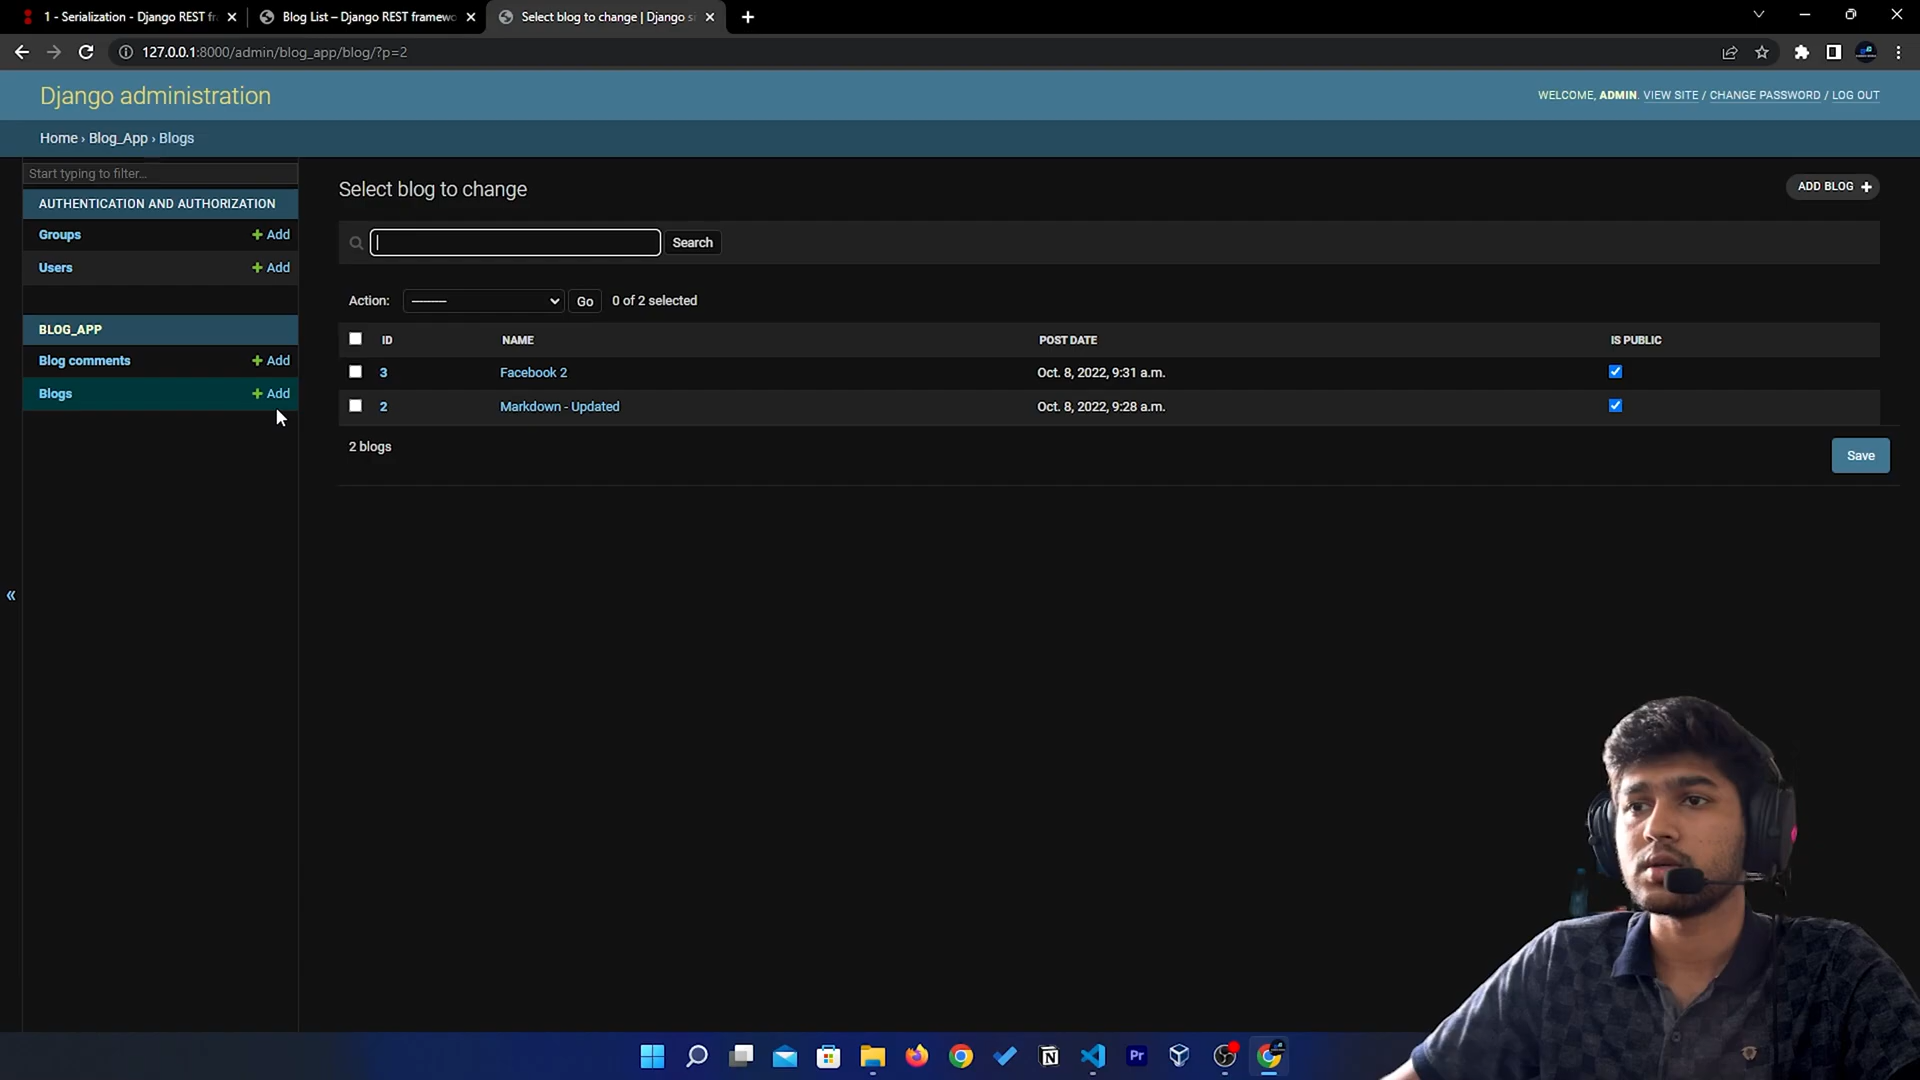 1 - Serialization - Django REST fr
Blog List – Django REST framewo
Select blog to change | Django si
127.0.0.1:8000/admin/blog_app/blog/?p=2
Django administration
WELCOME, ADMIN. VIEW SITE / CHANGE PASSWORD / LOG OUT
Home › Blog_App › Blogs
Start typing to filter...
AUTHENTICATION AND AUTHORIZATION
Groups + Add
Users + Add
BLOG_APP
Blog comments + Add
Blogs + Add
«
Select blog to change
ADD BLOG +
Search
Action: --------- Go 0 of 2 selected
ID NAME POST DATE IS PUBLIC
3 Facebook 2 Oct. 8, 2022, 9:31 a.m.
2 Markdown - Updated Oct. 8, 2022, 9:28 a.m.
2 blogs
Save
Pr